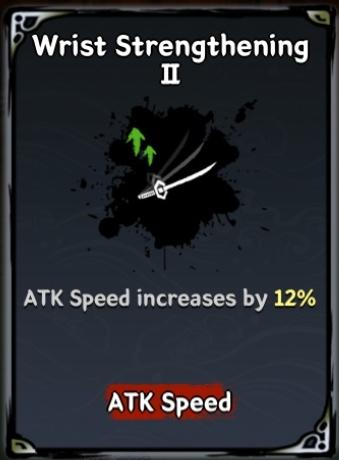 Wrist Strengthening
II
ATK Speed increases by 12%
ATK Speed